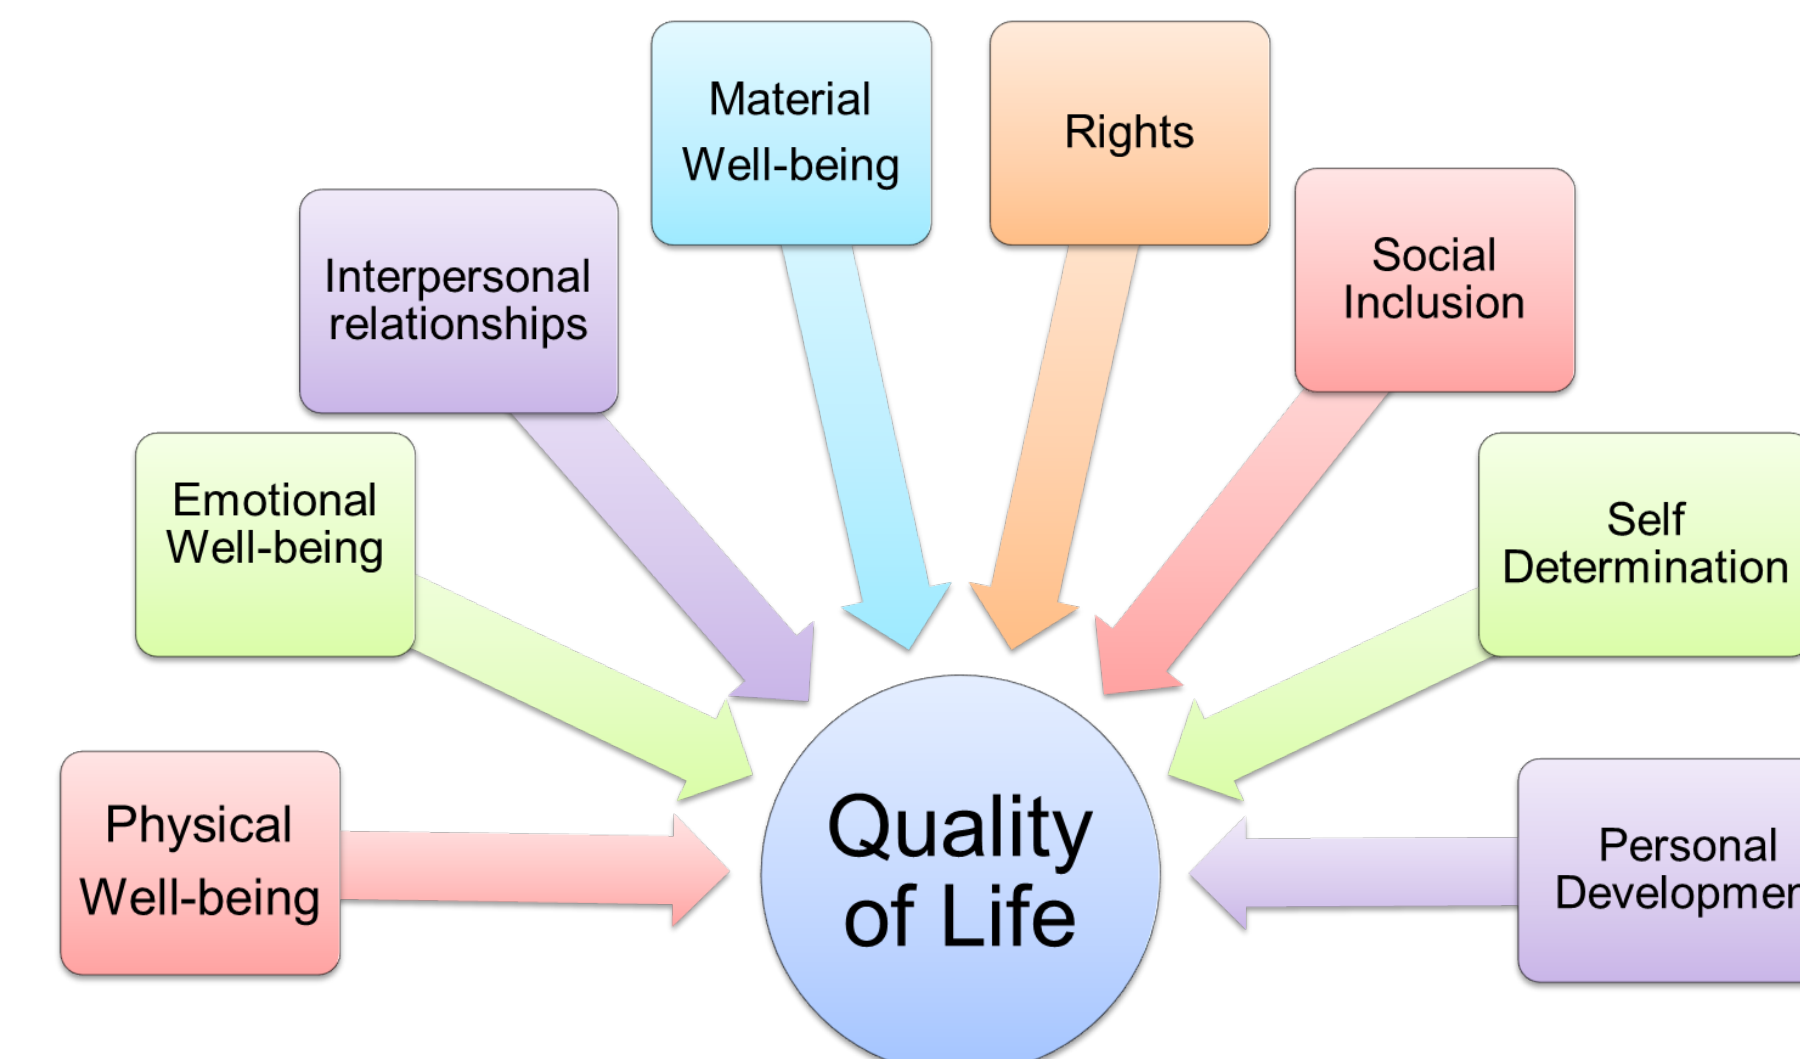 Material
Well-being
Rights
Interpersonal
relationships
Social
Inclusion
Emotional
Well-being
Self
Determination
Physical
Well-being
Quality
of Life
Personal
Developmen